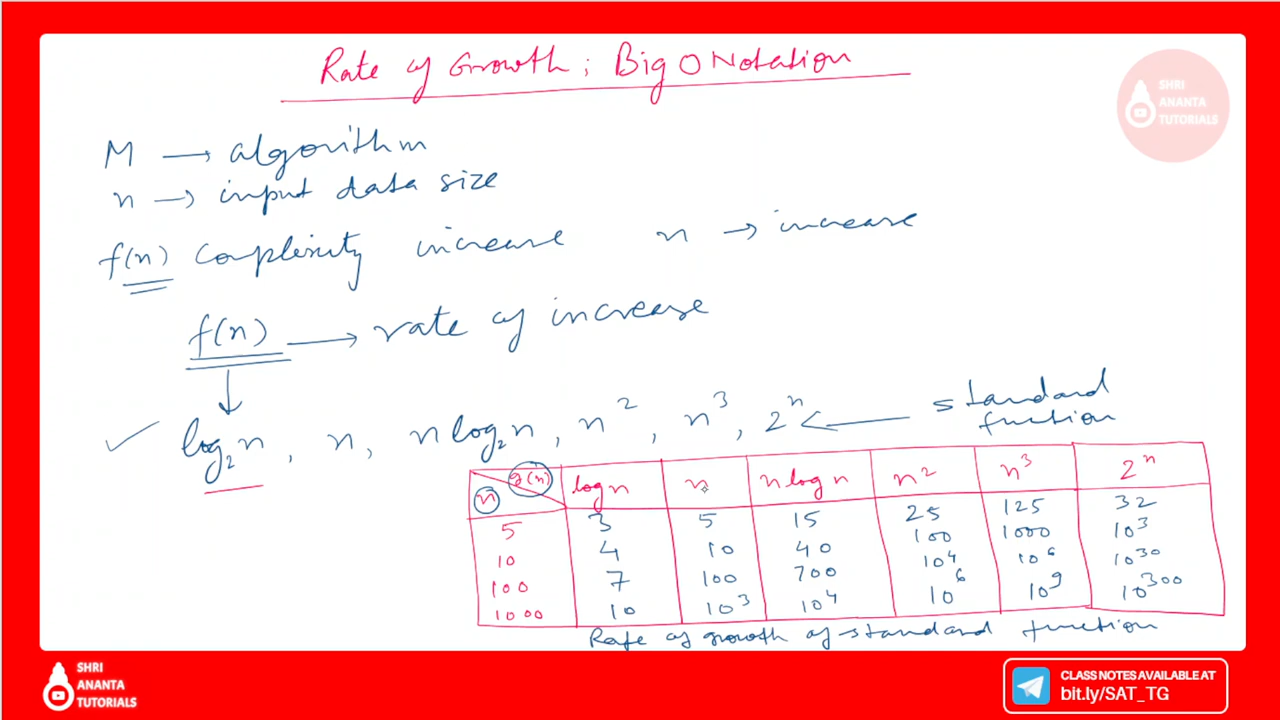 Rate of Growth; Big O Notation
SHRI
ANANTA
TUTORIALS
M → algorithm
n → input data size
f(n) complexity increase n → increase
f(n) → rate of increase
log₂n, n, n log₂n, n², n³, 2ⁿ ← standard
fuction
n g(n) log n n n log n n² n³ 2ⁿ
5 3 5 15 25 125 32
10 4 10 40 100 1000 10³
100 7 100 700 10⁴ 10⁶ 10³⁰
1000 10 10³ 10⁴ 10⁶ 10⁹ 10³⁰⁰
Rate of growth of standard function
SHRI
ANANTA
TUTORIALS
CLASS NOTES AVAILABLE AT
bit.ly/SAT_TG